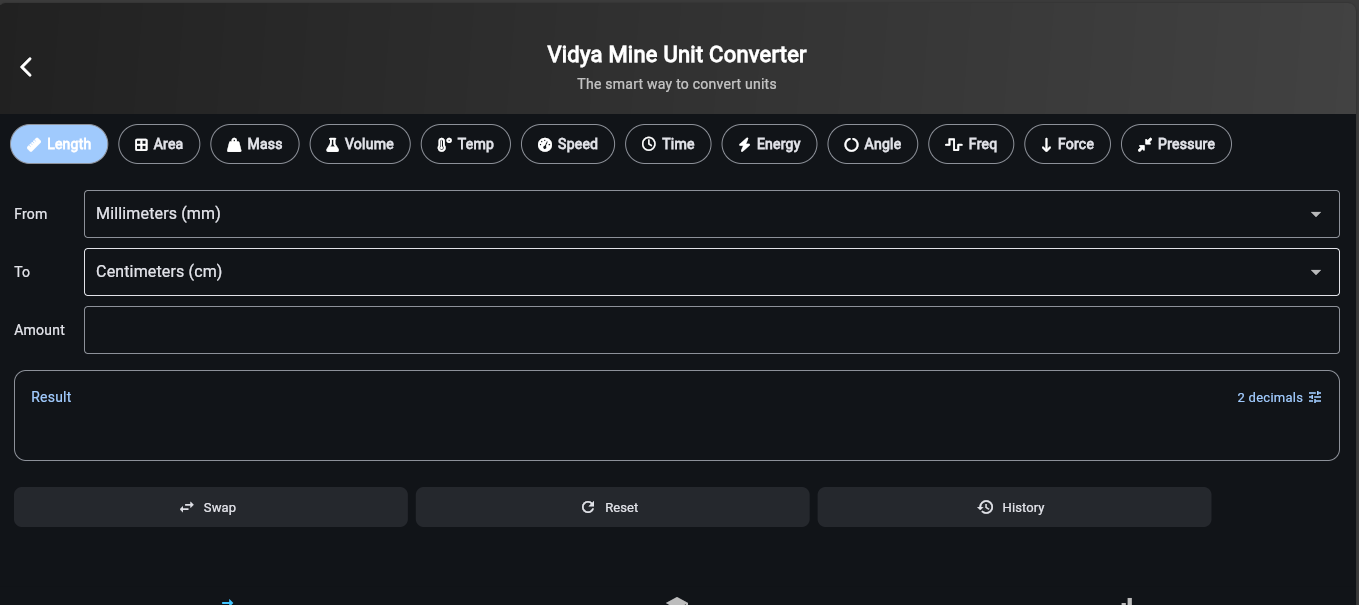 Vidya Mine Unit Converter
The smart way to convert units
Length Area Mass Volume Temp Speed Time Energy Angle Freq Force Pressure
From Millimeters (mm)
To Centimeters (cm)
Amount
Result 2 decimals
Swap Reset History